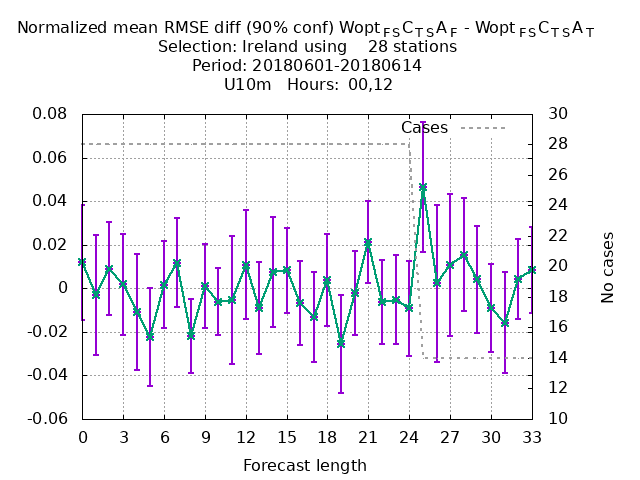 Normalized mean RMSE diff (90% conf) Wopt FS C TS A F - Wopt FS C TS A T
Selection: Ireland using 28 stations
Period: 20180601-20180614
U10m Hours: 00,12
Cases
0.08
0.06
0.04
0.02
0
-0.02
-0.04
-0.06
30
28
26
24
22
20
18
16
14
12
10
No cases
0 3 6 9 12 15 18 21 24 27 30 33
Forecast length